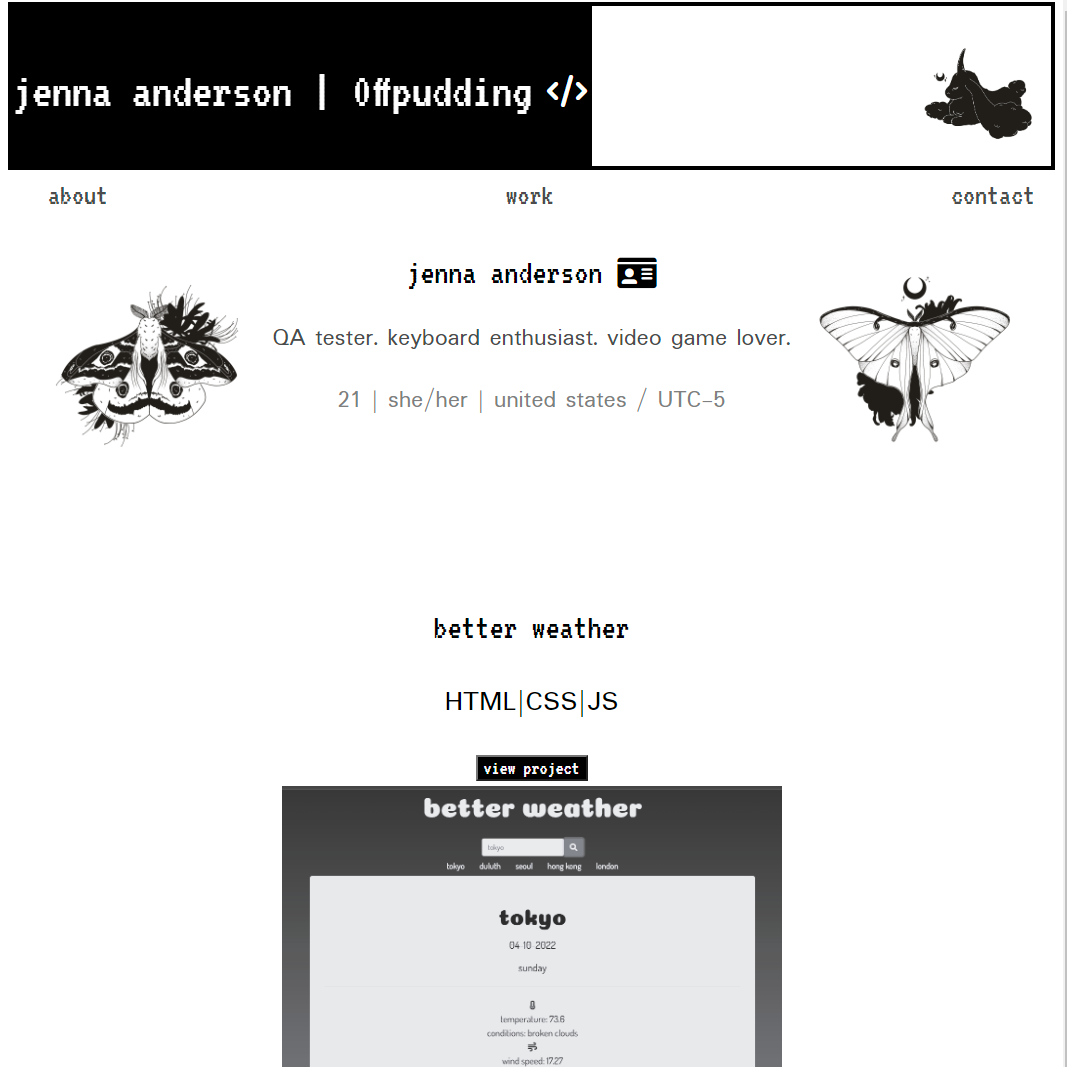 jenna anderson | Offpudding </>
about work contact
jenna anderson
QA tester. keyboard enthusiast. video game lover.
21 | she/her | united states / UTC-5
better weather
HTML|CSS|JS
view project
better weather
tokyo
tokyo duluth seoul hong kong london
tokyo
04 10 2022
sunday
temperature: 73.6
conditions: broken clouds
wind speed: 17.27